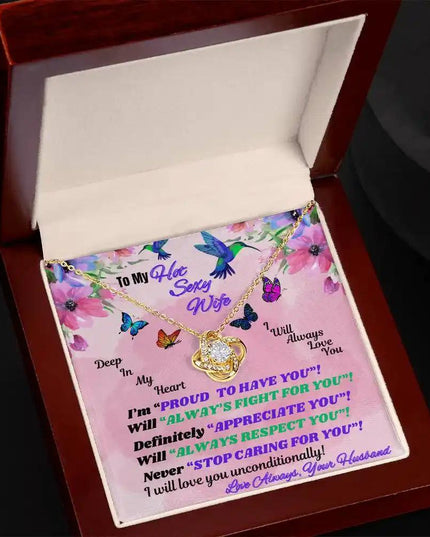 To My Hot
Sexy
Wife
Deep
In
My
Heart
I Will
Always
Love
You
I'm "PROUD TO HAVE YOU"!
Will "ALWAY'S FIGHT FOR YOU"!
Definitely "APPRECIATE YOU"!
Will "ALWAYS RESPECT YOU"!
Never "STOP CARING FOR YOU"!
I will love you unconditionally!
Love Always, Your Husband